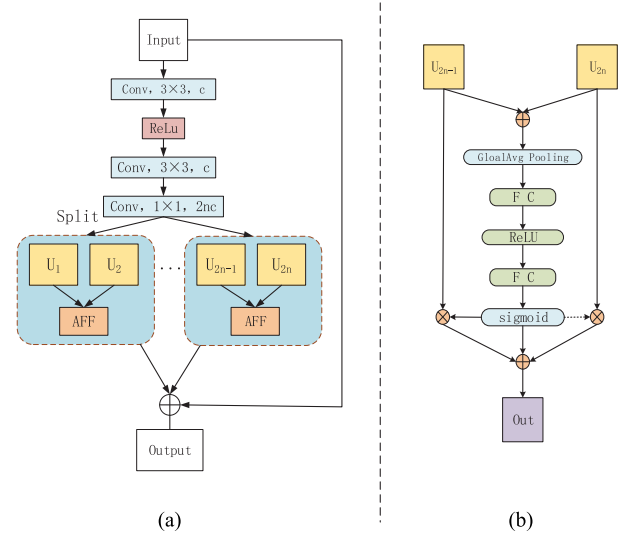 Input
Conv, 3×3, c
ReLu
Conv, 3×3, c
Conv, 1×1, 2nc
Split
U1 U2 ... U2n-1 U2n
AFF AFF
Output
(a)
U2n-1 U2n
GloalAvg Pooling
F C
ReLU
F C
sigmoid
Out
(b)